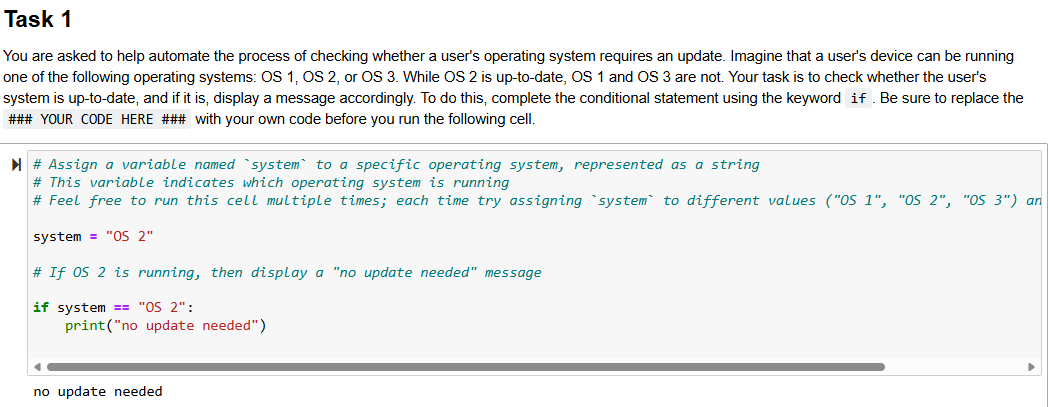 Task 1
You are asked to help automate the process of checking whether a user's operating system requires an update. Imagine that a user's device can be running
one of the following operating systems: OS 1, OS 2, or OS 3. While OS 2 is up-to-date, OS 1 and OS 3 are not. Your task is to check whether the user's
system is up-to-date, and if it is, display a message accordingly. To do this, complete the conditional statement using the keyword if . Be sure to replace the
### YOUR CODE HERE ### with your own code before you run the following cell.
# Assign a variable named `system` to a specific operating system, represented as a string
# This variable indicates which operating system is running
# Feel free to run this cell multiple times; each time try assigning `system` to different values ("OS 1", "OS 2", "OS 3") an
system = "OS 2"
# If OS 2 is running, then display a "no update needed" message
if system == "OS 2":
    print("no update needed")
no update needed